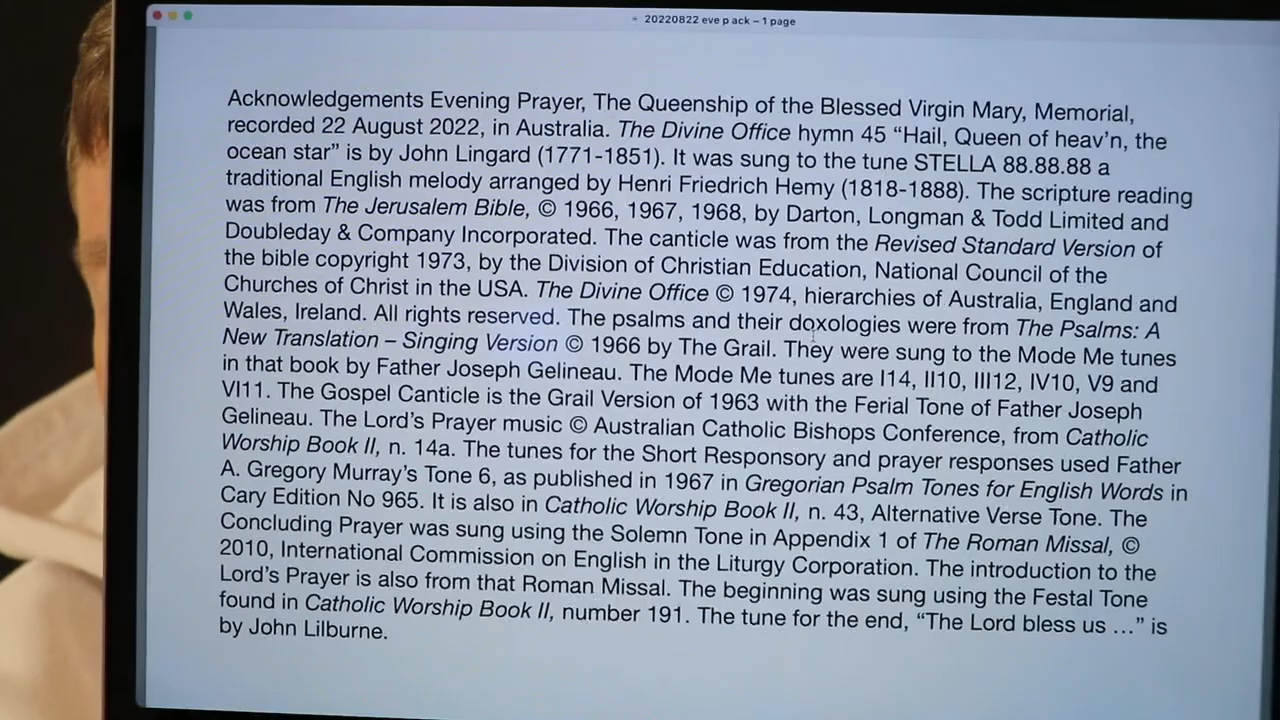 20220822 eve p ack – 1 page
Acknowledgements Evening Prayer, The Queenship of the Blessed Virgin Mary, Memorial,
recorded 22 August 2022, in Australia. The Divine Office hymn 45 “Hail, Queen of heav’n, the
ocean star” is by John Lingard (1771-1851). It was sung to the tune STELLA 88.88.88 a
traditional English melody arranged by Henri Friedrich Hemy (1818-1888). The scripture reading
was from The Jerusalem Bible, © 1966, 1967, 1968, by Darton, Longman & Todd Limited and
Doubleday & Company Incorporated. The canticle was from the Revised Standard Version of
the bible copyright 1973, by the Division of Christian Education, National Council of the
Churches of Christ in the USA. The Divine Office © 1974, hierarchies of Australia, England and
Wales, Ireland. All rights reserved. The psalms and their doxologies were from The Psalms: A
New Translation – Singing Version © 1966 by The Grail. They were sung to the Mode Me tunes
in that book by Father Joseph Gelineau. The Mode Me tunes are I14, II10, III12, IV10, V9 and
VI11. The Gospel Canticle is the Grail Version of 1963 with the Ferial Tone of Father Joseph
Gelineau. The Lord’s Prayer music © Australian Catholic Bishops Conference, from Catholic
Worship Book II, n. 14a. The tunes for the Short Responsory and prayer responses used Father
A. Gregory Murray’s Tone 6, as published in 1967 in Gregorian Psalm Tones for English Words in
Cary Edition No 965. It is also in Catholic Worship Book II, n. 43, Alternative Verse Tone. The
Concluding Prayer was sung using the Solemn Tone in Appendix 1 of The Roman Missal, ©
2010, International Commission on English in the Liturgy Corporation. The introduction to the
Lord’s Prayer is also from that Roman Missal. The beginning was sung using the Festal Tone
found in Catholic Worship Book II, number 191. The tune for the end, “The Lord bless us …” is
by John Lilburne.